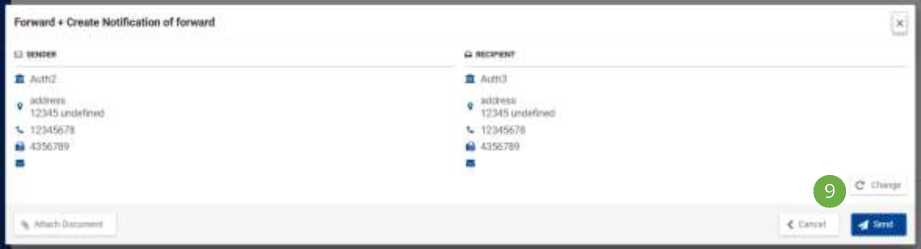 Forward + Create Notification of forward
SENDER
Auth2
address
12345 undefined
12345678
4356789
RECIPIENT
Auth3
address
12345 undefined
12345678
4356789
9
Change
Attach Document
Cancel
Send